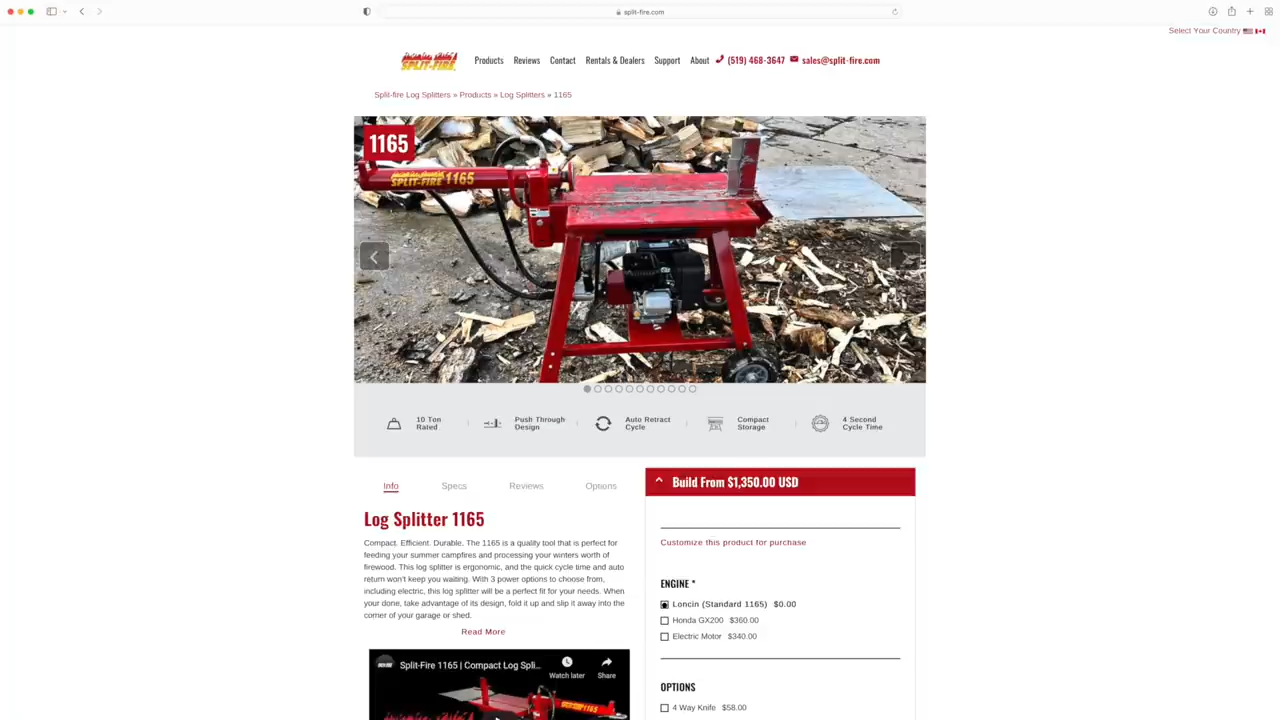 split-fire.com
Select Your Country
SPLIT-FIRE
Products Reviews Contact Rentals & Dealers Support About (519) 468-3647 sales@split-fire.com
Split-fire Log Splitters » Products » Log Splitters » 1165
1165
SPLIT-FIRE 1165
10 Ton Rated
Push Through Design
Auto Retract Cycle
Compact Storage
4 Second Cycle Time
Info Specs Reviews Options
Log Splitter 1165
Compact. Efficient. Durable. The 1165 is a quality tool that is perfect for
feeding your summer campfires and processing your winters worth of
firewood. This log splitter is ergonomic, and the quick cycle time and auto
return won't keep you waiting. With 3 power options to choose from,
including electric, this log splitter will be a perfect fit for your needs. When
your done, take advantage of its design, fold it up and slip it away into the
corner of your garage or shed.
Read More
Split-Fire 1165 | Compact Log Spli...
Watch later
Share
Build From $1,350.00 USD
Customize this product for purchase
ENGINE *
Loncin (Standard 1165) $0.00
Honda GX200 $360.00
Electric Motor $340.00
OPTIONS
4 Way Knife $58.00